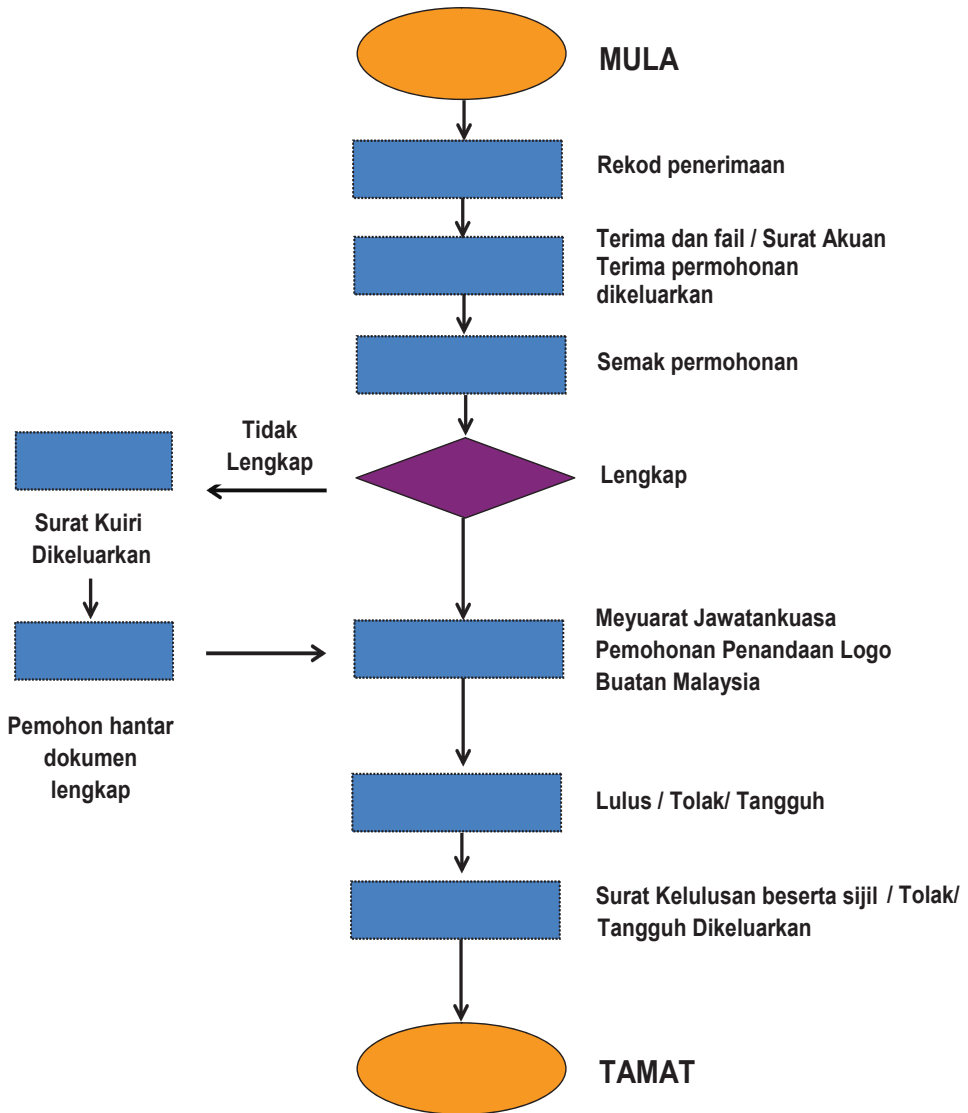 MULA
Rekod penerimaan
Terima dan fail / Surat Akuan
Terima permohonan
dikeluarkan
Semak permohonan
Tidak
Lengkap
Lengkap
Surat Kuiri
Dikeluarkan
Pemohon hantar
dokumen
lengkap
Meyuarat Jawatankuasa
Pemohonan Penandaan Logo
Buatan Malaysia
Lulus / Tolak/ Tangguh
Surat Kelulusan beserta sijil / Tolak/
Tangguh Dikeluarkan
TAMAT